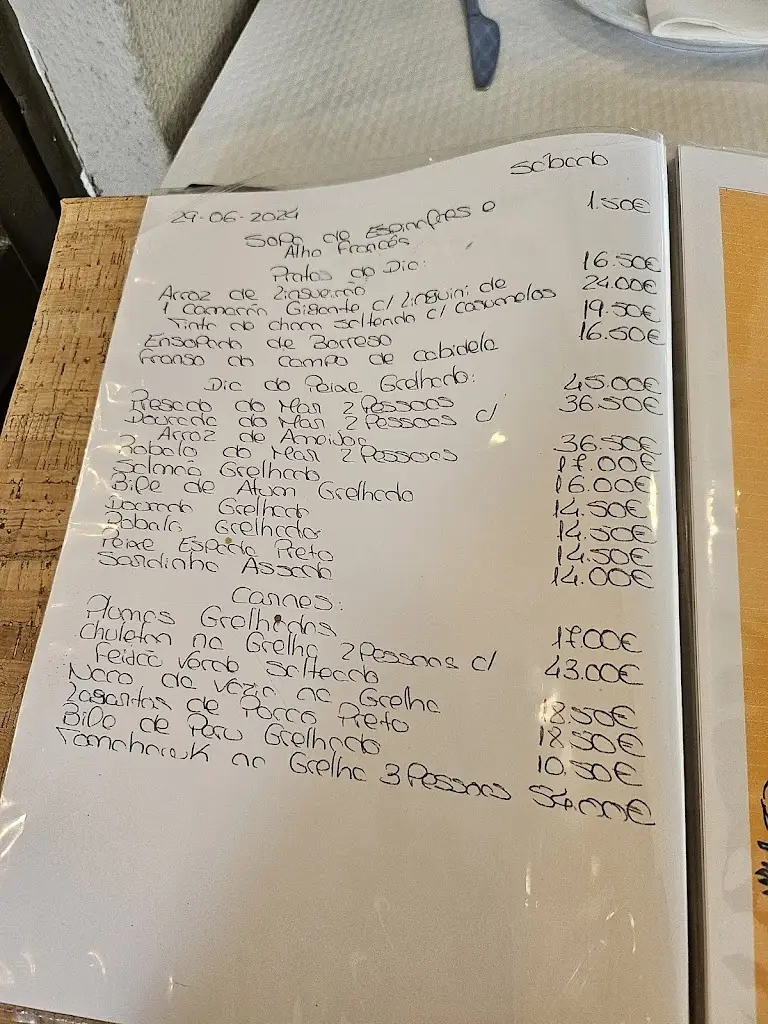 Sábado
29-06-2024
Sopa de Espinafres e 1.50€
Alho Francês
Pratos do Dia:
Arroz de Lingueirão 16.50€
1 Camarão Gigante c/ Linguini de 24.00€
Tinta de choco salteado c/
Ensopado de Borrego 19.50€
Frango do campo de cabidela 16.50€
Dia do Peixe Grelhado:
Pescada do Mar 2 Pessoas 45.00€
Dourada do Mar 2 Pessoas c/ 36.50€
Arroz de Ameijoa
Robalo do Mar 2 Pessoas 36.50€
Salmão Grelhado 17.00€
Bife de Atum Grelhado 16.00€
Dourada Grelhada 14.50€
Robalo Grelhado 14.50€
Peixe Espada Preto 14.50€
Sardinha Assada 14.00€
Carnes:
Plumas Grelhadas 17.00€
Chuletan na Grelha 2 Pessoas c/ 43.00€
Feijão verde salteado
Naco da vazia na Grelha 18.50€
Lagartos de Porco Preto 18.50€
Bife de Peru Grelhado 10.50€
Tomahawk na Grelha 3 Pessoas 54.00€